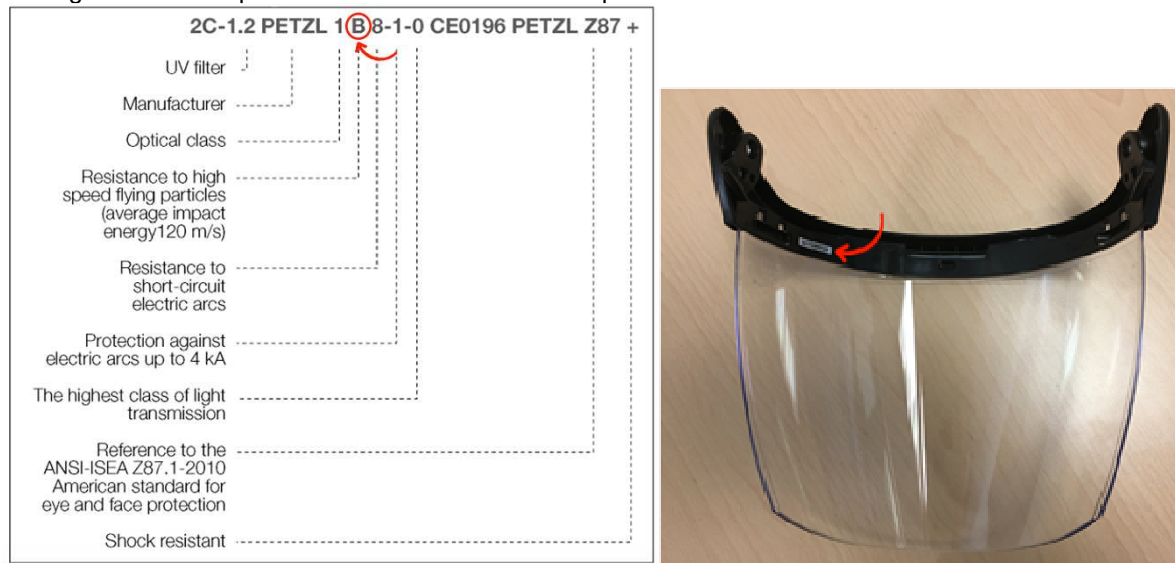 2C-1.2 PETZL 1 B 8-1-0 CE0196 PETZL Z87 +
UV filter
Manufacturer
Optical class
Resistance to high
speed flying particles
(average impact
energy120 m/s)
Resistance to
short-circuit
electric arcs
Protection against
electric arcs up to 4 kA
The highest class of light
transmission
Reference to the
ANSI-ISEA Z87.1-2010
American standard for
eye and face protection
Shock resistant